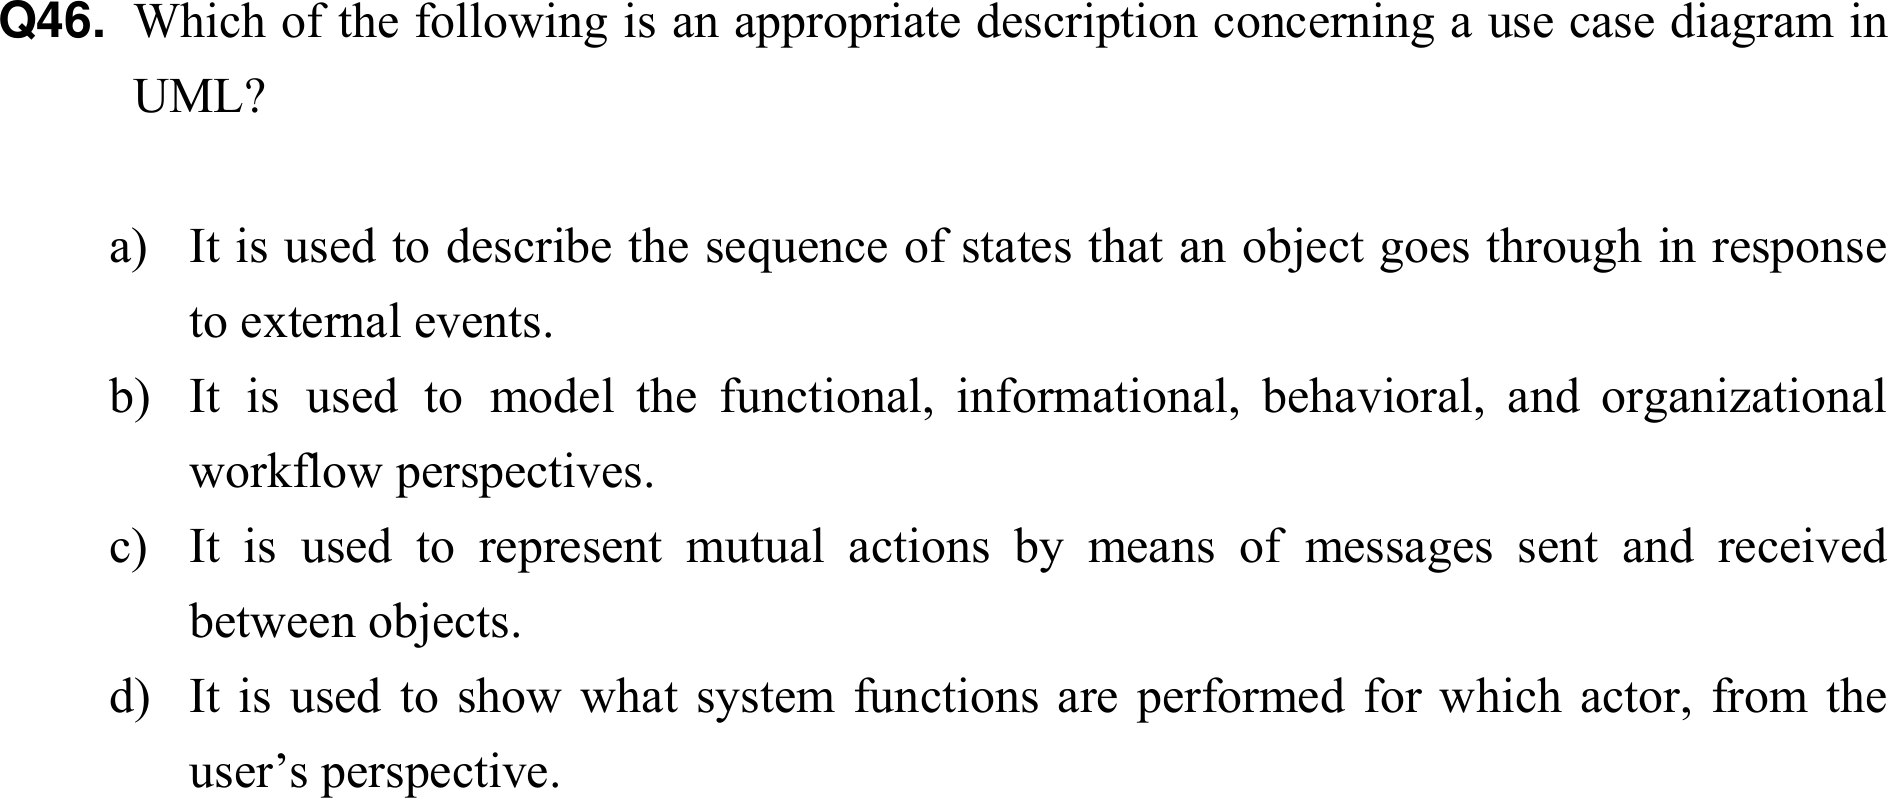 Q46. Which of the following is an appropriate description concerning a use case diagram in
UML?
a) It is used to describe the sequence of states that an object goes through in response
to external events.
b) It is used to model the functional, informational, behavioral, and organizational
workflow perspectives.
c) It is used to represent mutual actions by means of messages sent and received
between objects.
d) It is used to show what system functions are performed for which actor, from the
user’s perspective.